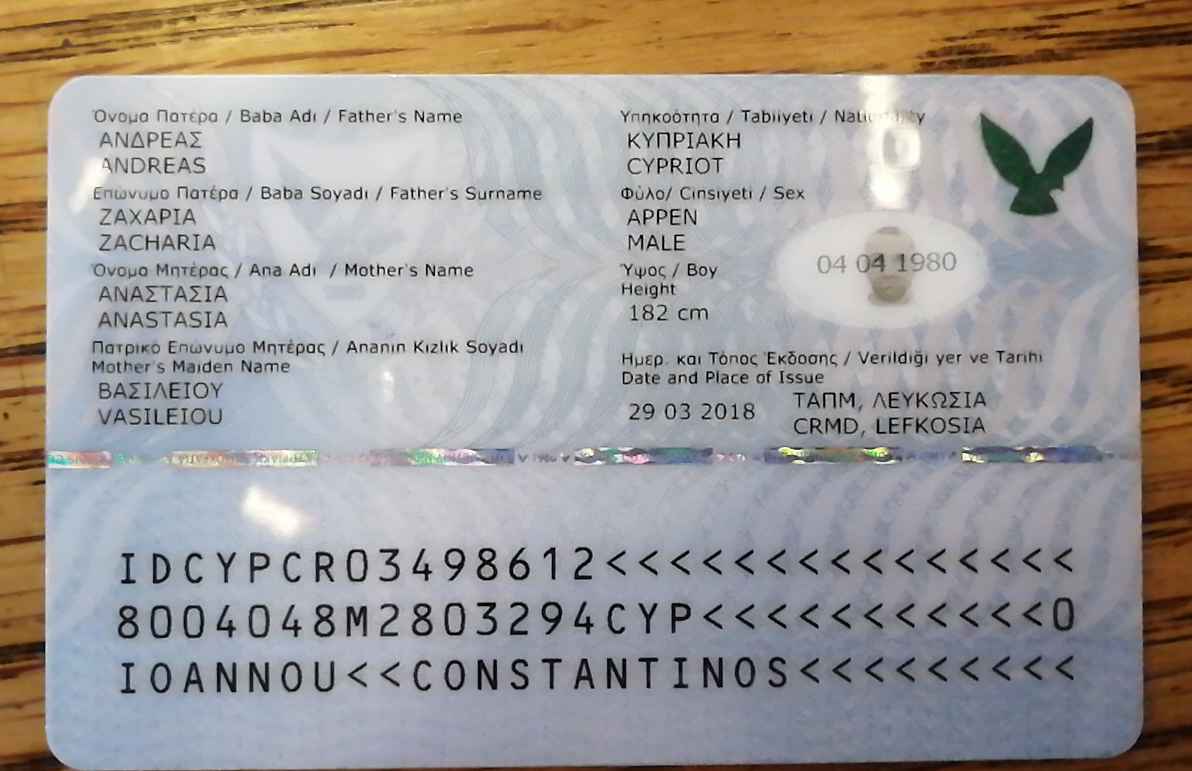 Όνομα Πατέρα / Baba Adı / Father's Name
ΑΝΔΡΕΑΣ
ANDREAS
Επώνυμο Πατέρα / Baba Soyadı / Father's Surname
ΖΑΧΑΡΙΑ
ZACHARIA
Όνομα Μητέρας / Ana Adı / Mother's Name
ΑΝΑΣΤΑΣΙΑ
ANASTASIA
Πατρικό Επώνυμο Μητέρας / Ananin Kızlık Soyadı
Mother's Maiden Name
ΒΑΣΙΛΕΙΟΥ
VASILEIOU
Υπηκοότητα / Tabiiyeti / Nationality
ΚΥΠΡΙΑΚΗ
CYPRIOT
Φύλο/ Cinsiyeti / Sex
ΑΡΡΕΝ
MALE
Ύψος / Boy
Height
182 cm
04 04 1980
Ημερ. και Τόπος Έκδοσης / Verildiği yer ve Tarihi
Date and Place of Issue
29 03 2018
ΤΑΠΜ, ΛΕΥΚΩΣΙΑ
CRMD, LEFKOSIA
IDCYPCR03498612<<<<<<<<<<<<<<<
8004048M2803294CYP<<<<<<<<<<<0
IOANNOU<<CONSTANTINOS<<<<<<<<<